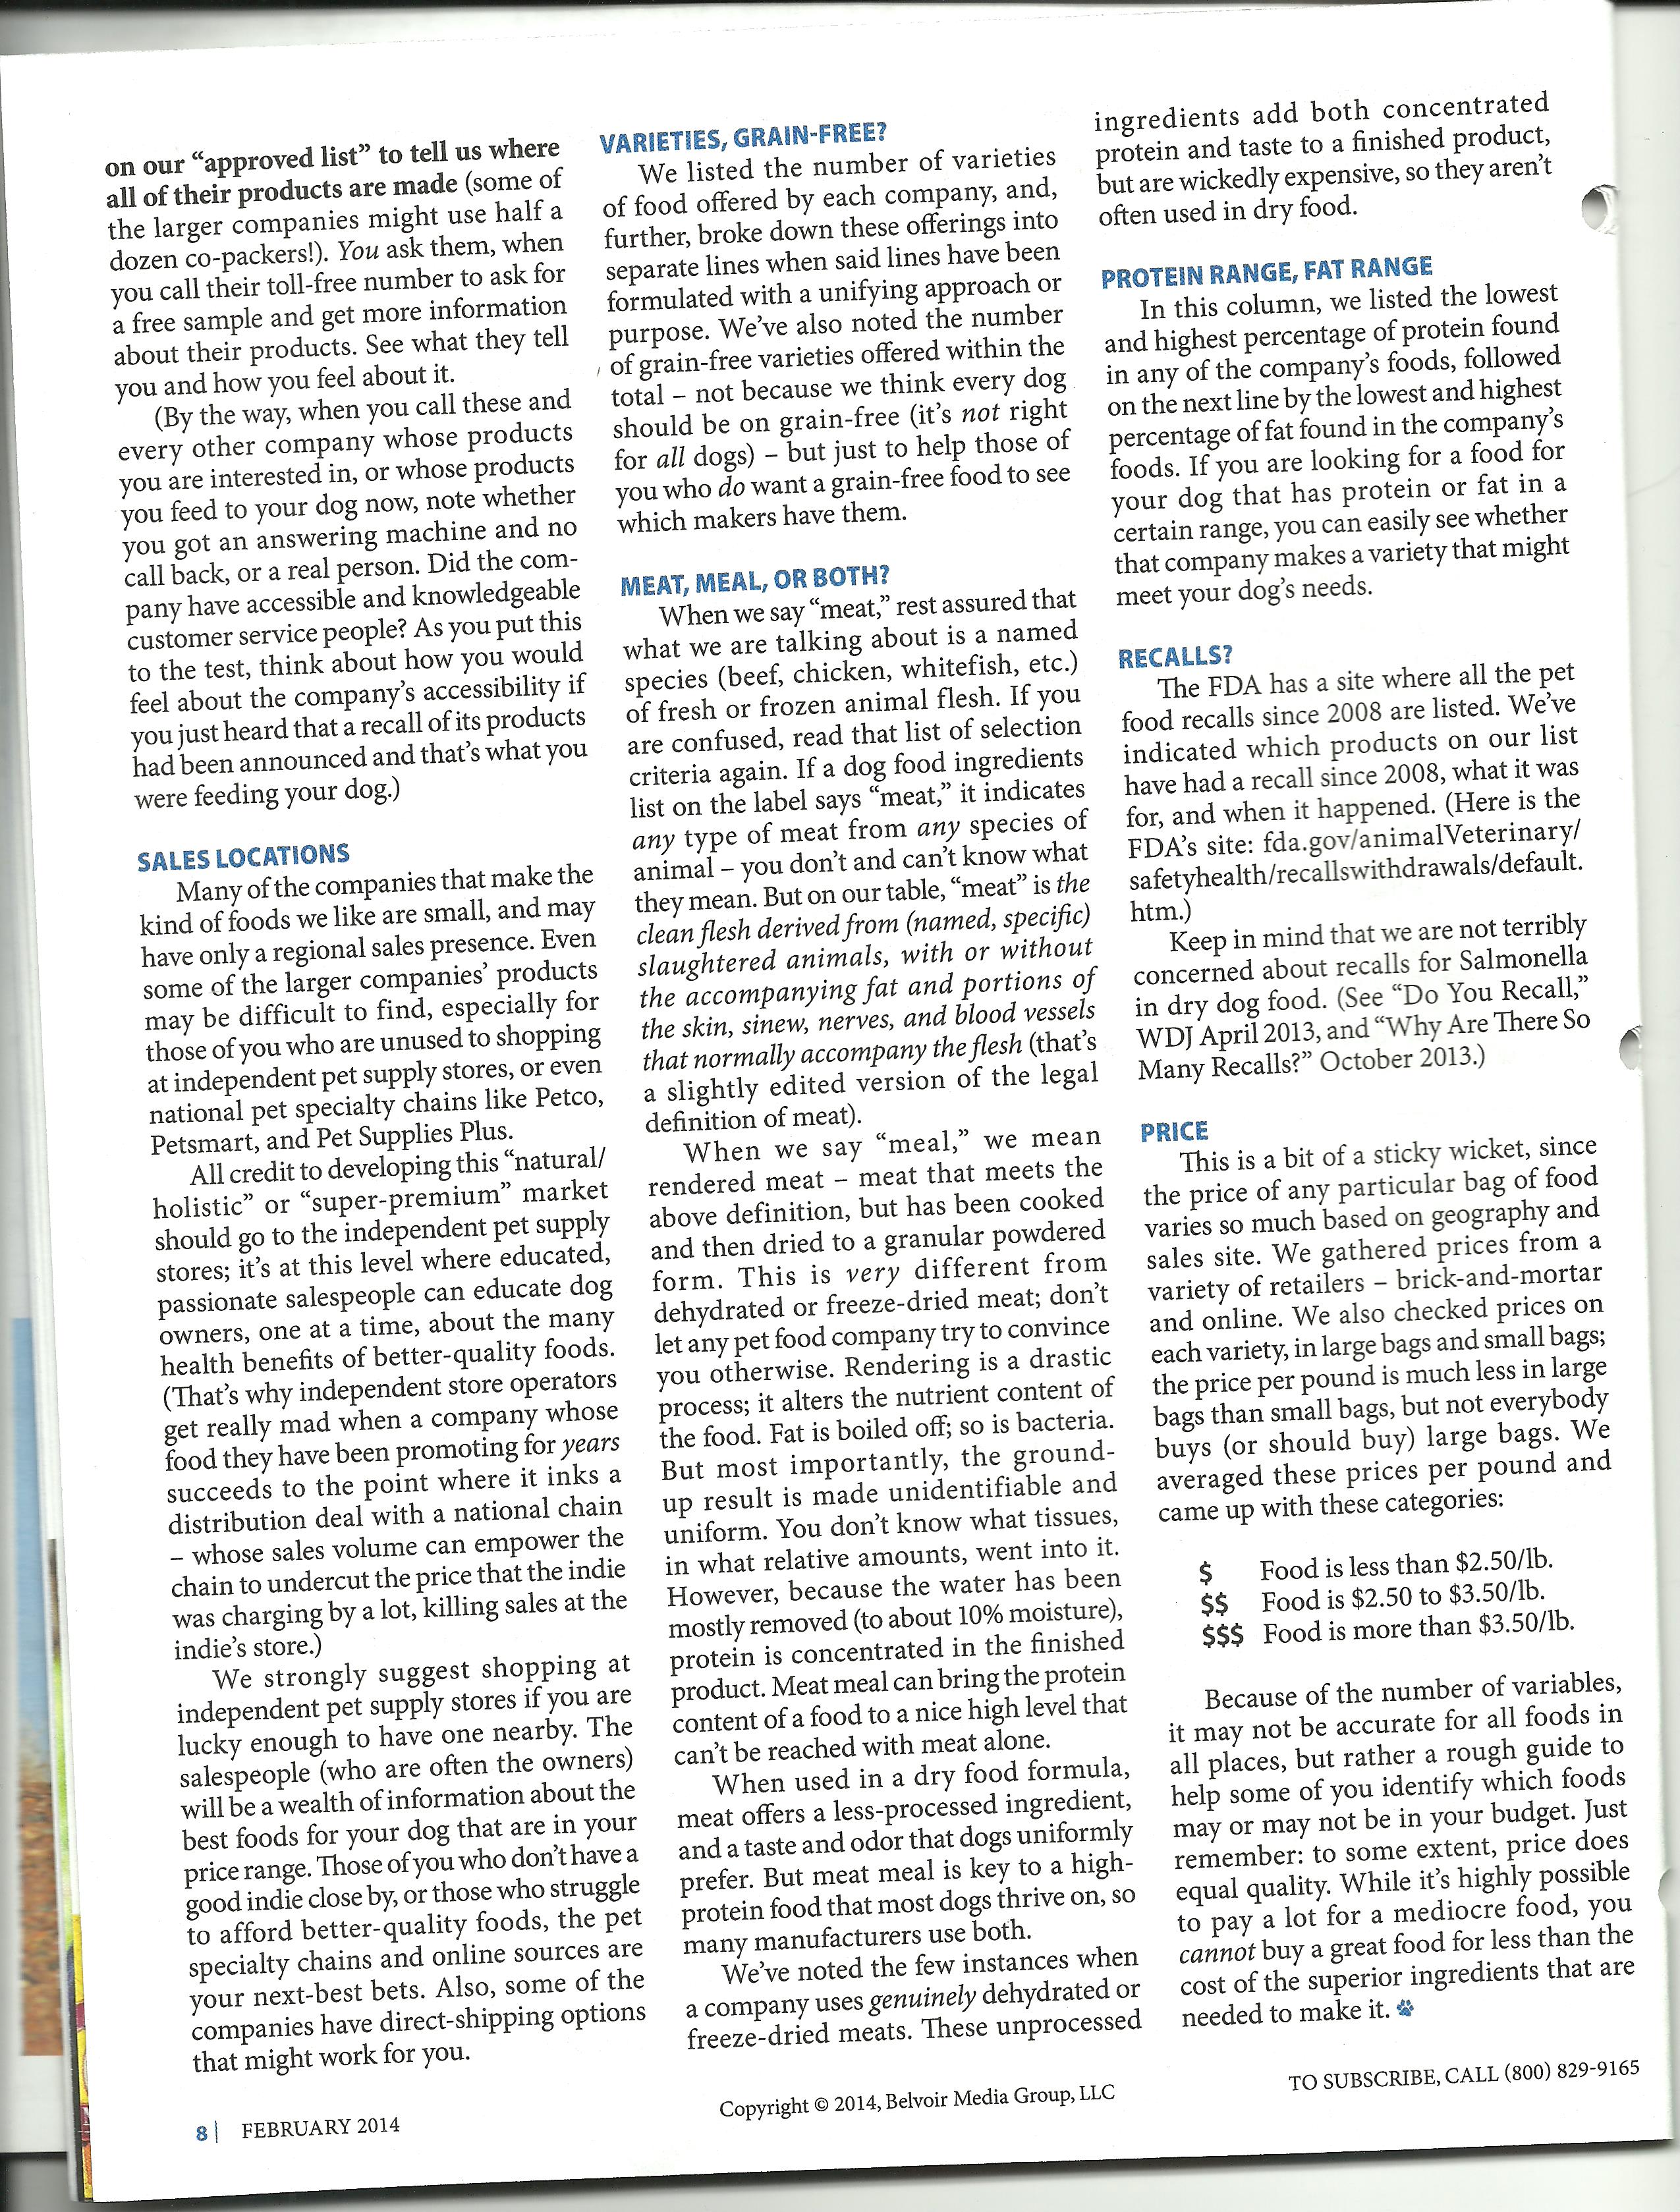 on our “approved list” to tell us where
all of their products are made (some of
the larger companies might use half a
dozen co-packers!). You ask them, when
you call their toll-free number to ask for
a free sample and get more information
about their products. See what they tell
you and how you feel about it.
(By the way, when you call these and
every other company whose products
you are interested in, or whose products
you feed to your dog now, note whether
you got an answering machine and no
call back, or a real person. Did the com-
pany have accessible and knowledgeable
customer service people? As you put this
to the test, think about how you would
feel about the company’s accessibility if
you just heard that a recall of its products
had been announced and that’s what you
were feeding your dog.)
SALES LOCATIONS
Many of the companies that make the
kind of foods we like are small, and may
have only a regional sales presence. Even
some of the larger companies’ products
may be difficult to find, especially for
those of you who are unused to shopping
at independent pet supply stores, or even
national pet specialty chains like Petco,
Petsmart, and Pet Supplies Plus.
All credit to developing this “natural/
holistic” or “super-premium” market
should go to the independent pet supply
stores; it’s at this level where educated,
passionate salespeople can educate dog
owners, one at a time, about the many
health benefits of better-quality foods.
(That’s why independent store operators
get really mad when a company whose
food they have been promoting for years
succeeds to the point where it inks a
distribution deal with a national chain
– whose sales volume can empower the
chain to undercut the price that the indie
was charging by a lot, killing sales at the
indie’s store.)
We strongly suggest shopping at
independent pet supply stores if you are
lucky enough to have one nearby. The
salespeople (who are often the owners)
will be a wealth of information about the
best foods for your dog that are in your
price range. Those of you who don’t have a
good indie close by, or those who struggle
to afford better-quality foods, the pet
specialty chains and online sources are
your next-best bets. Also, some of the
companies have direct-shipping options
that might work for you.
VARIETIES, GRAIN-FREE?
We listed the number of varieties
of food offered by each company, and,
further, broke down these offerings into
separate lines when said lines have been
formulated with a unifying approach or
purpose. We’ve also noted the number
of grain-free varieties offered within the
total – not because we think every dog
should be on grain-free (it’s not right
for all dogs) – but just to help those of
you who do want a grain-free food to see
which makers have them.
MEAT, MEAL, OR BOTH?
When we say “meat,” rest assured that
what we are talking about is a named
species (beef, chicken, whitefish, etc.)
of fresh or frozen animal flesh. If you
are confused, read that list of selection
criteria again. If a dog food ingredients
list on the label says “meat,” it indicates
any type of meat from any species of
animal – you don’t and can’t know what
they mean. But on our table, “meat” is the
clean flesh derived from (named, specific)
slaughtered animals, with or without
the accompanying fat and portions of
the skin, sinew, nerves, and blood vessels
that normally accompany the flesh (that’s
a slightly edited version of the legal
definition of meat).
When we say “meal,” we mean
rendered meat – meat that meets the
above definition, but has been cooked
and then dried to a granular powdered
form. This is very different from
dehydrated or freeze-dried meat; don’t
let any pet food company try to convince
you otherwise. Rendering is a drastic
process; it alters the nutrient content of
the food. Fat is boiled off; so is bacteria.
But most importantly, the ground-
up result is made unidentifiable and
uniform. You don’t know what tissues,
in what relative amounts, went into it.
However, because the water has been
mostly removed (to about 10% moisture),
protein is concentrated in the finished
product. Meat meal can bring the protein
content of a food to a nice high level that
can’t be reached with meat alone.
When used in a dry food formula,
meat offers a less-processed ingredient,
and a taste and odor that dogs uniformly
prefer. But meat meal is key to a high-
protein food that most dogs thrive on, so
many manufacturers use both.
We’ve noted the few instances when
a company uses genuinely dehydrated or
freeze-dried meats. These unprocessed
ingredients add both concentrated
protein and taste to a finished product,
but are wickedly expensive, so they aren’t
often used in dry food.
PROTEIN RANGE, FAT RANGE
In this column, we listed the lowest
and highest percentage of protein found
in any of the company’s foods, followed
on the next line by the lowest and highest
percentage of fat found in the company’s
foods. If you are looking for a food for
your dog that has protein or fat in a
certain range, you can easily see whether
that company makes a variety that might
meet your dog’s needs.
RECALLS?
The FDA has a site where all the pet
food recalls since 2008 are listed. We’ve
indicated which products on our list
have had a recall since 2008, what it was
for, and when it happened. (Here is the
FDA’s site: fda.gov/animalVeterinary/
safetyhealth/recallswithdrawals/default.
htm.)
Keep in mind that we are not terribly
concerned about recalls for Salmonella
in dry dog food. (See “Do You Recall,”
WDJ April 2013, and “Why Are There So
Many Recalls?” October 2013.)
PRICE
This is a bit of a sticky wicket, since
the price of any particular bag of food
varies so much based on geography and
sales site. We gathered prices from a
variety of retailers – brick-and-mortar
and online. We also checked prices on
each variety, in large bags and small bags;
the price per pound is much less in large
bags than small bags, but not everybody
buys (or should buy) large bags. We
averaged these prices per pound and
came up with these categories:
$ Food is less than $2.50/lb.
$$ Food is $2.50 to $3.50/lb.
$$$ Food is more than $3.50/lb.
Because of the number of variables,
it may not be accurate for all foods in
all places, but rather a rough guide to
help some of you identify which foods
may or may not be in your budget. Just
remember: to some extent, price does
equal quality. While it’s highly possible
to pay a lot for a mediocre food, you
cannot buy a great food for less than the
cost of the superior ingredients that are
needed to make it.
8 | FEBRUARY 2014
Copyright © 2014, Belvoir Media Group, LLC
TO SUBSCRIBE, CALL (800) 829-9165